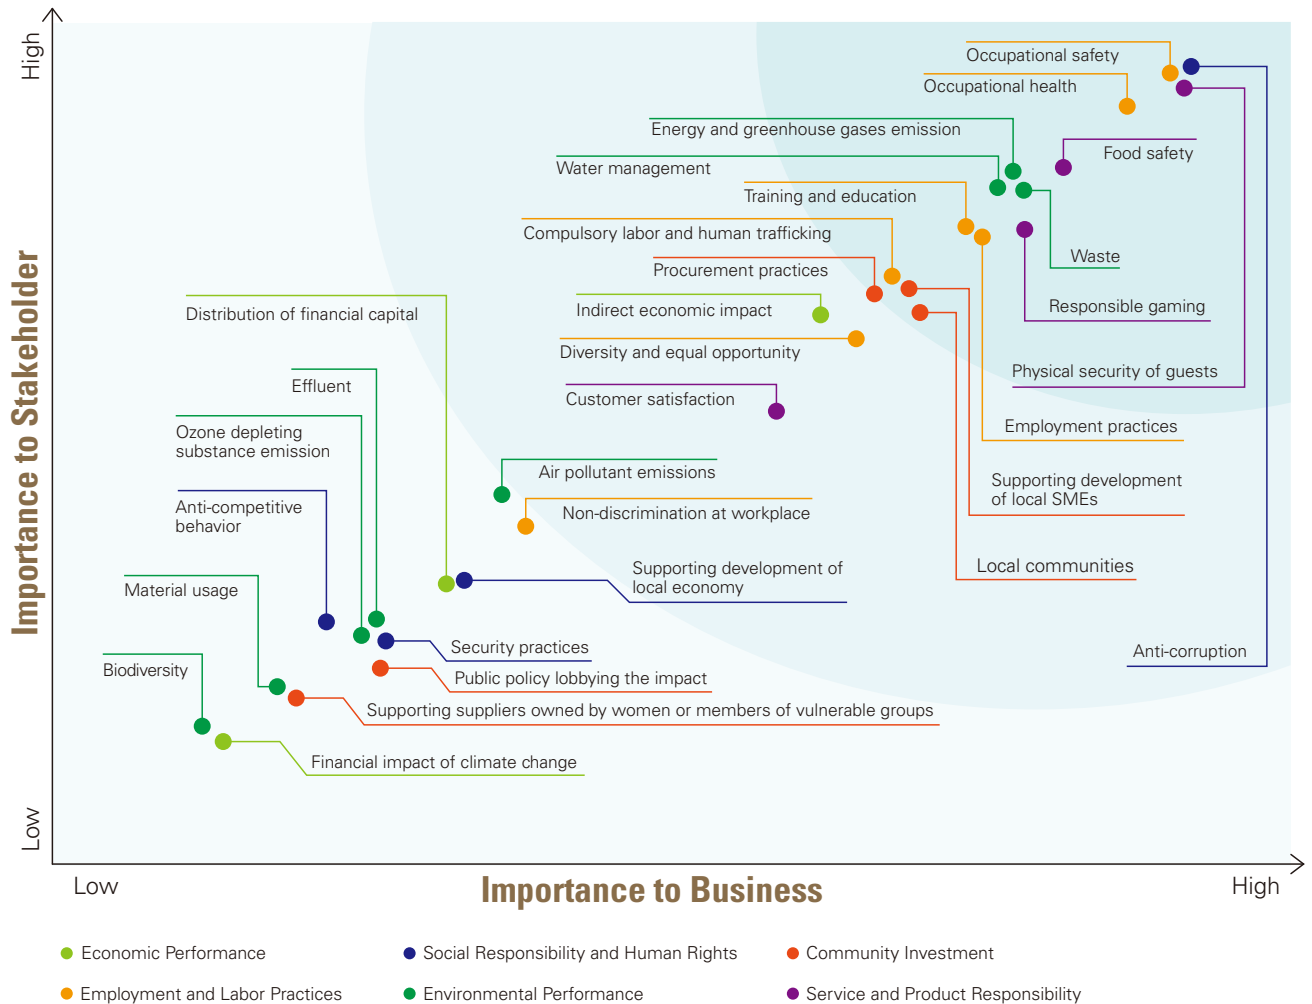 High
Occupational safety
Occupational health
Energy and greenhouse gases emission
Food safety
Water management
Training and education
Compulsory labor and human trafficking
Waste
Procurement practices
Distribution of financial capital
Indirect economic impact
Responsible gaming
Diversity and equal opportunity
Physical security of guests
Effluent
Customer satisfaction
Employment practices
Ozone depleting
substance emission
Air pollutant emissions
Supporting development
of local SMEs
Anti-competitive
behavior
Non-discrimination at workplace
Local communities
Supporting development of
local economy
Material usage
Security practices
Anti-corruption
Biodiversity
Public policy lobbying the impact
Supporting suppliers owned by women or members of vulnerable groups
Financial impact of climate change
Importance to Stakeholder
Low
Low
Importance to Business
High
Economic Performance
Social Responsibility and Human Rights
Community Investment
Employment and Labor Practices
Environmental Performance
Service and Product Responsibility